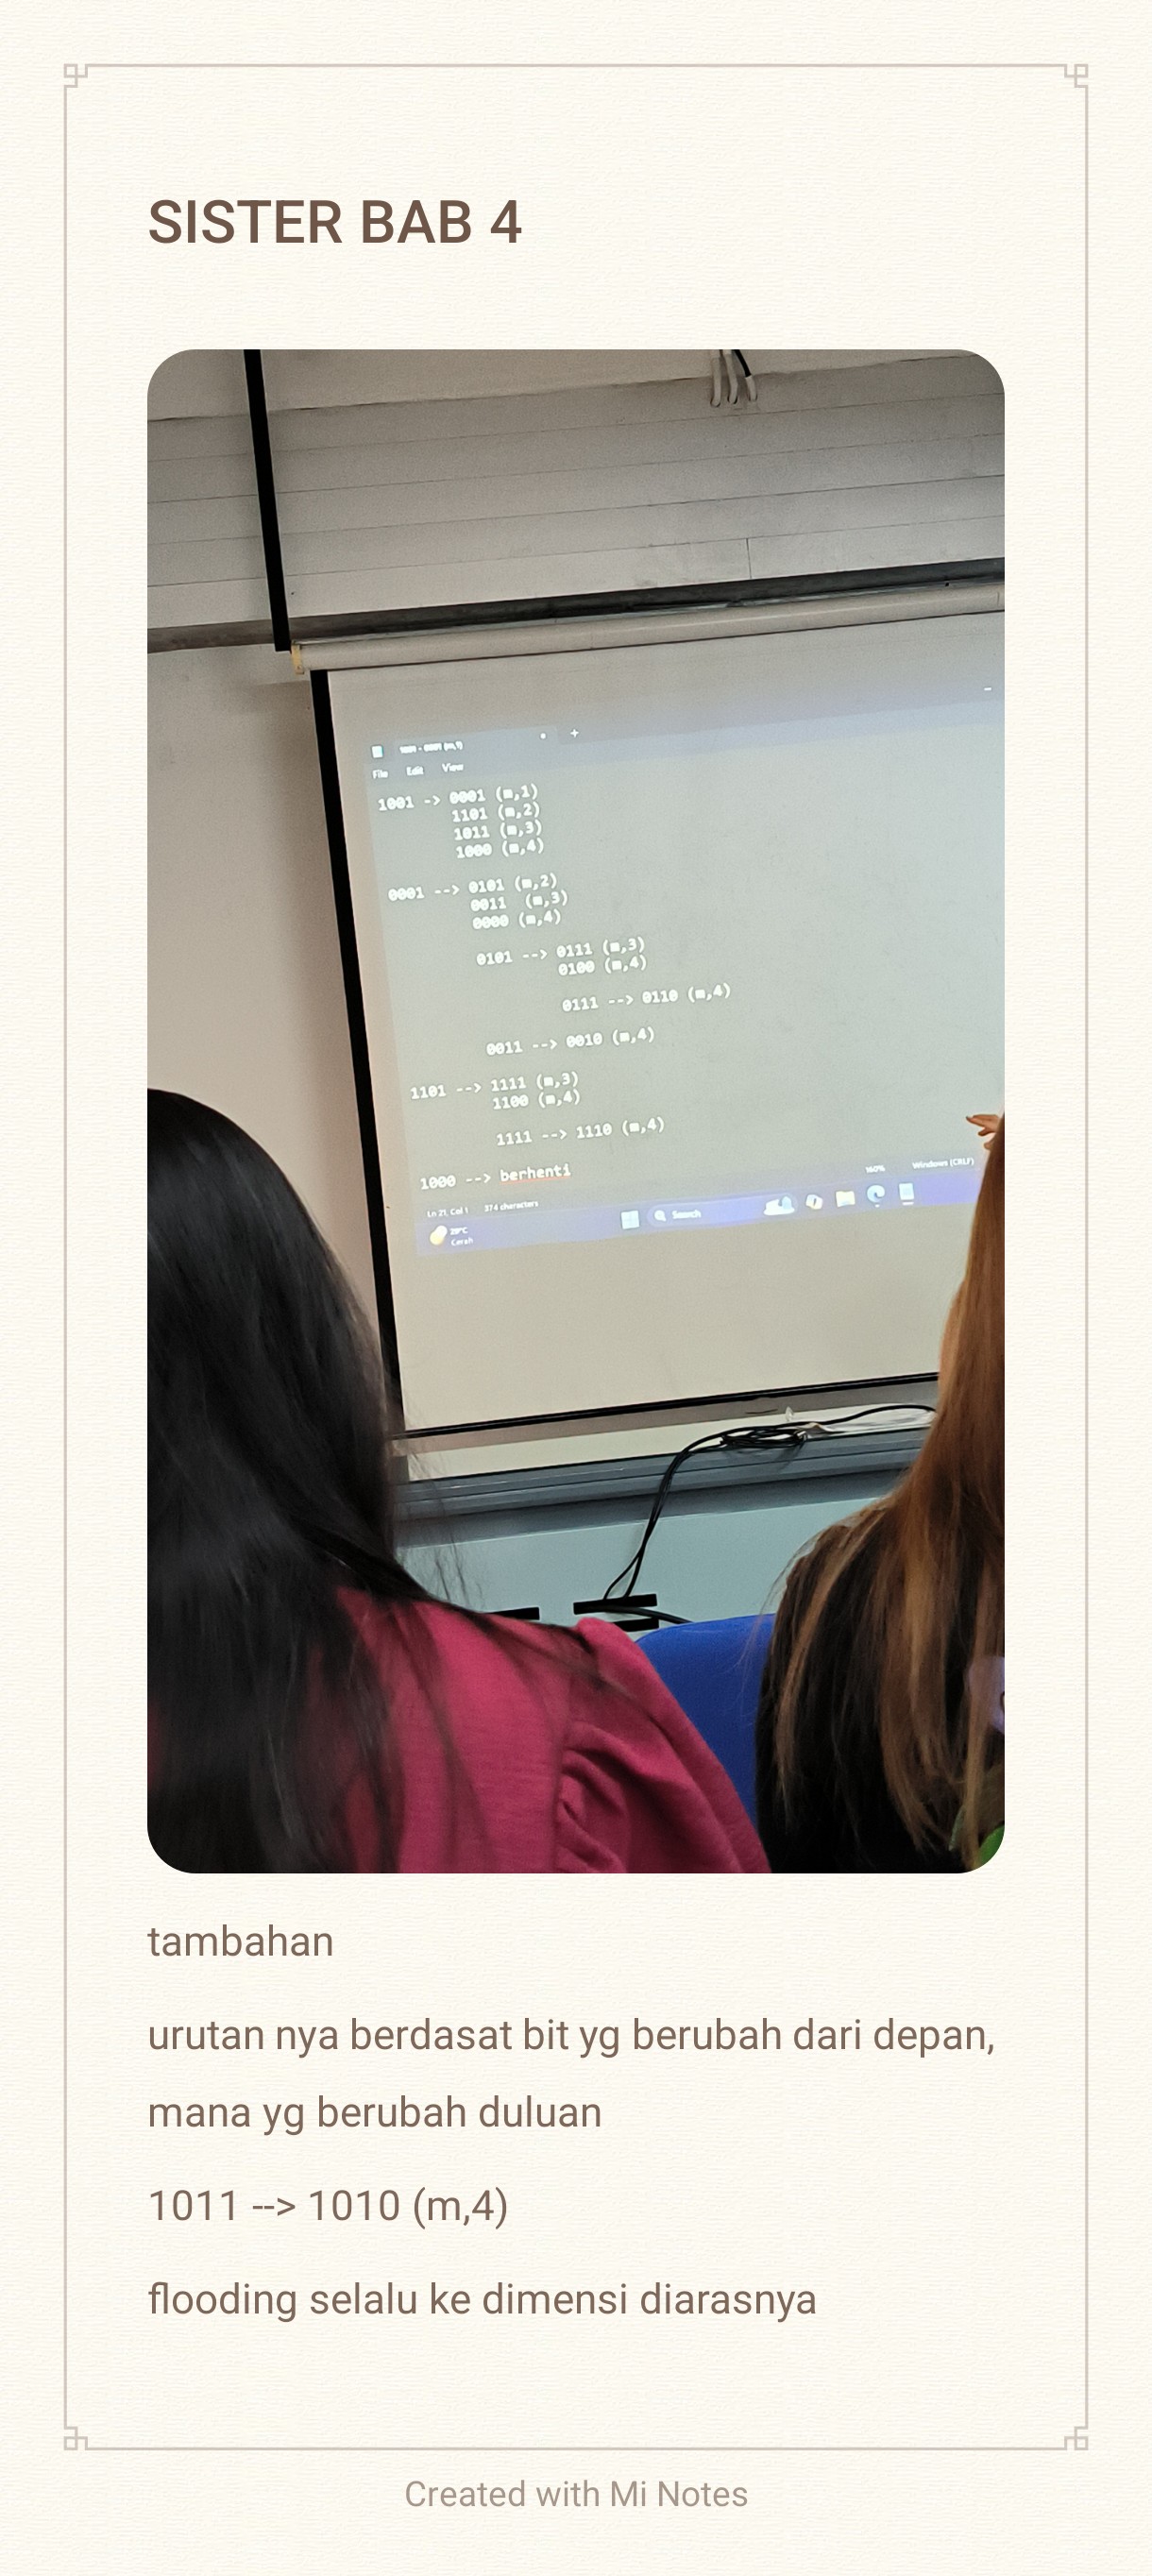 SISTER BAB 4
1001 - 0001 (m,1)
File Edit View
1001 -> 0001 (m,1)
1101 (m,2)
1011 (m,3)
1000 (m,4)
0001 --> 0101 (m,2)
0011 (m,3)
0000 (m,4)
0101 --> 0111 (m,3)
0100 (m,4)
0111 --> 0110 (m,4)
0011 --> 0010 (m,4)
1101 --> 1111 (m,3)
1100 (m,4)
1111 --> 1110 (m,4)
1000 --> berhenti
Ln 21, Col 1 374 characters 160% Windows (CRLF)
Search
Cerah
tambahan
urutan nya berdasat bit yg berubah dari depan,
mana yg berubah duluan
1011 --> 1010 (m,4)
flooding selalu ke dimensi diarasnya
Created with Mi Notes